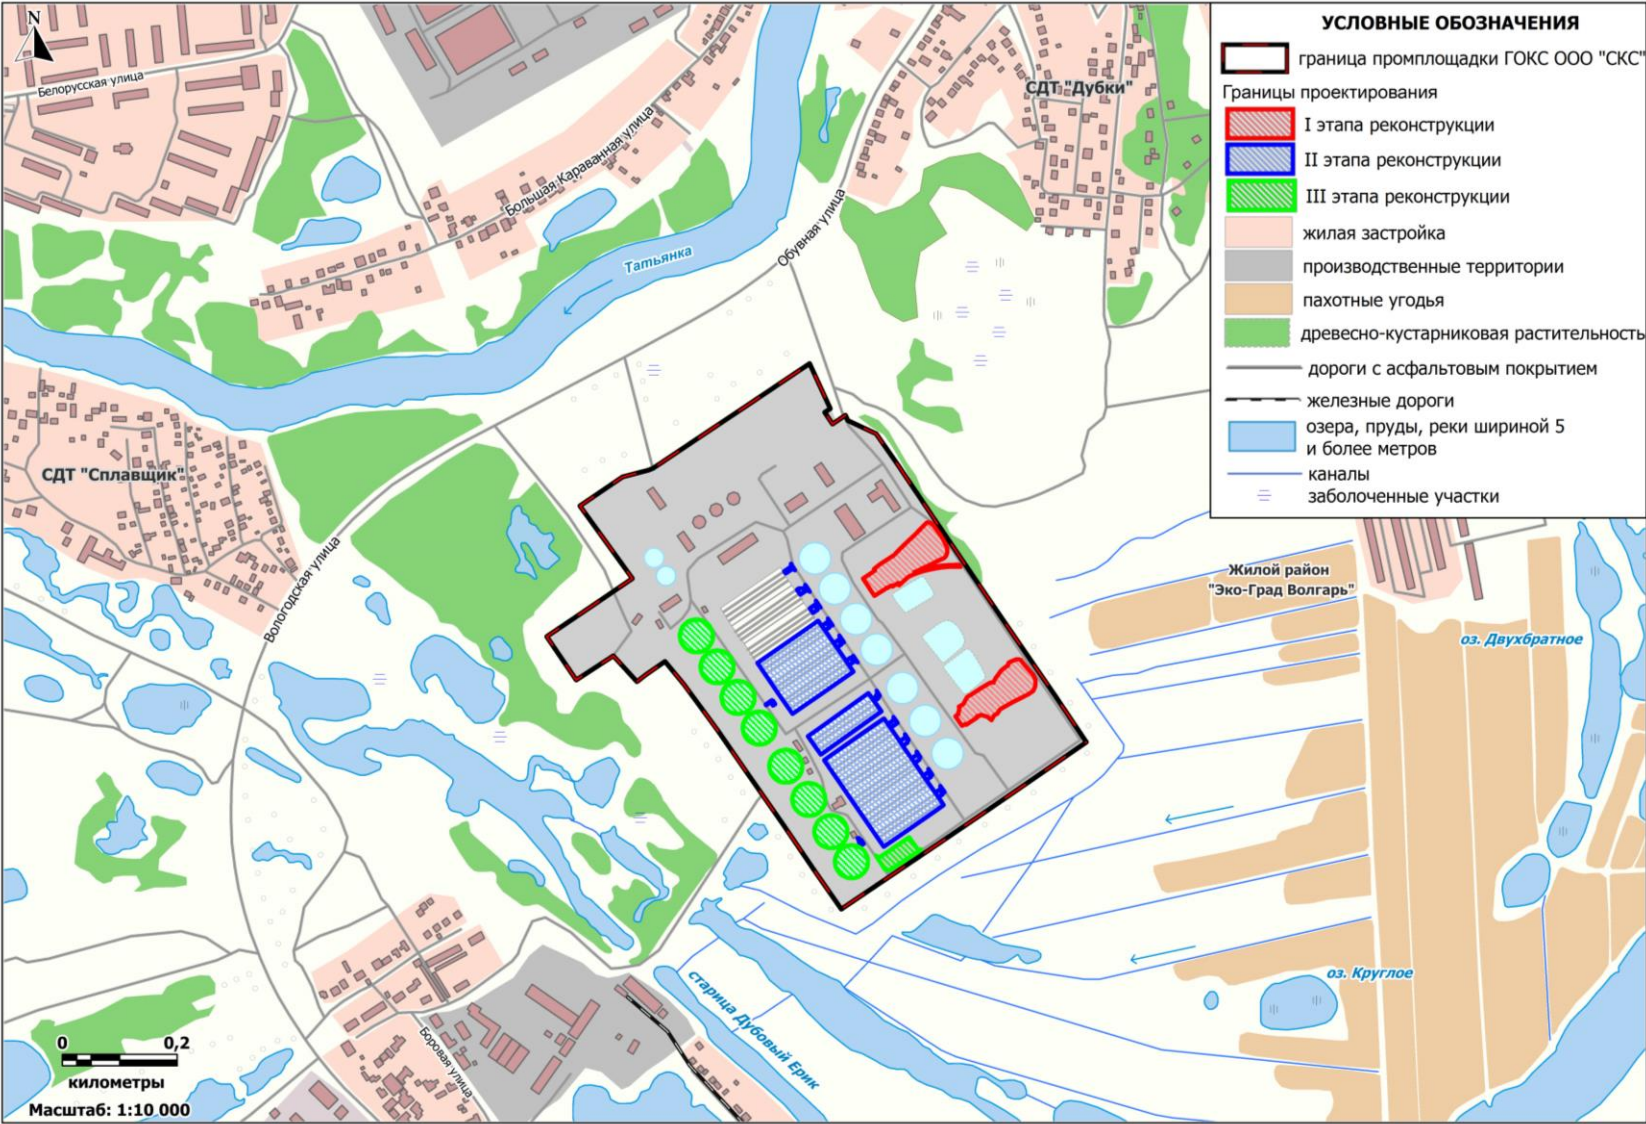 N
Белорусская улица
Большая Караванная улица
СДТ "Дубки"
Обувная улица
Татьянка
СДТ "Сплавщик"
Вологодская улица
Жилой район
"Эко-Град Волгарь"
оз. Двухбратное
оз. Круглое
старица Дубовый Ерик
Боровая улица
0 0,2
километры
Масштаб: 1:10 000
УСЛОВНЫЕ ОБОЗНАЧЕНИЯ
граница промплощадки ГОКС ООО "СКС"
Границы проектирования
I этапа реконструкции
II этапа реконструкции
III этапа реконструкции
жилая застройка
производственные территории
пахотные угодья
древесно-кустарниковая растительность
дороги с асфальтовым покрытием
железные дороги
озера, пруды, реки шириной 5
и более метров
каналы
заболоченные участки